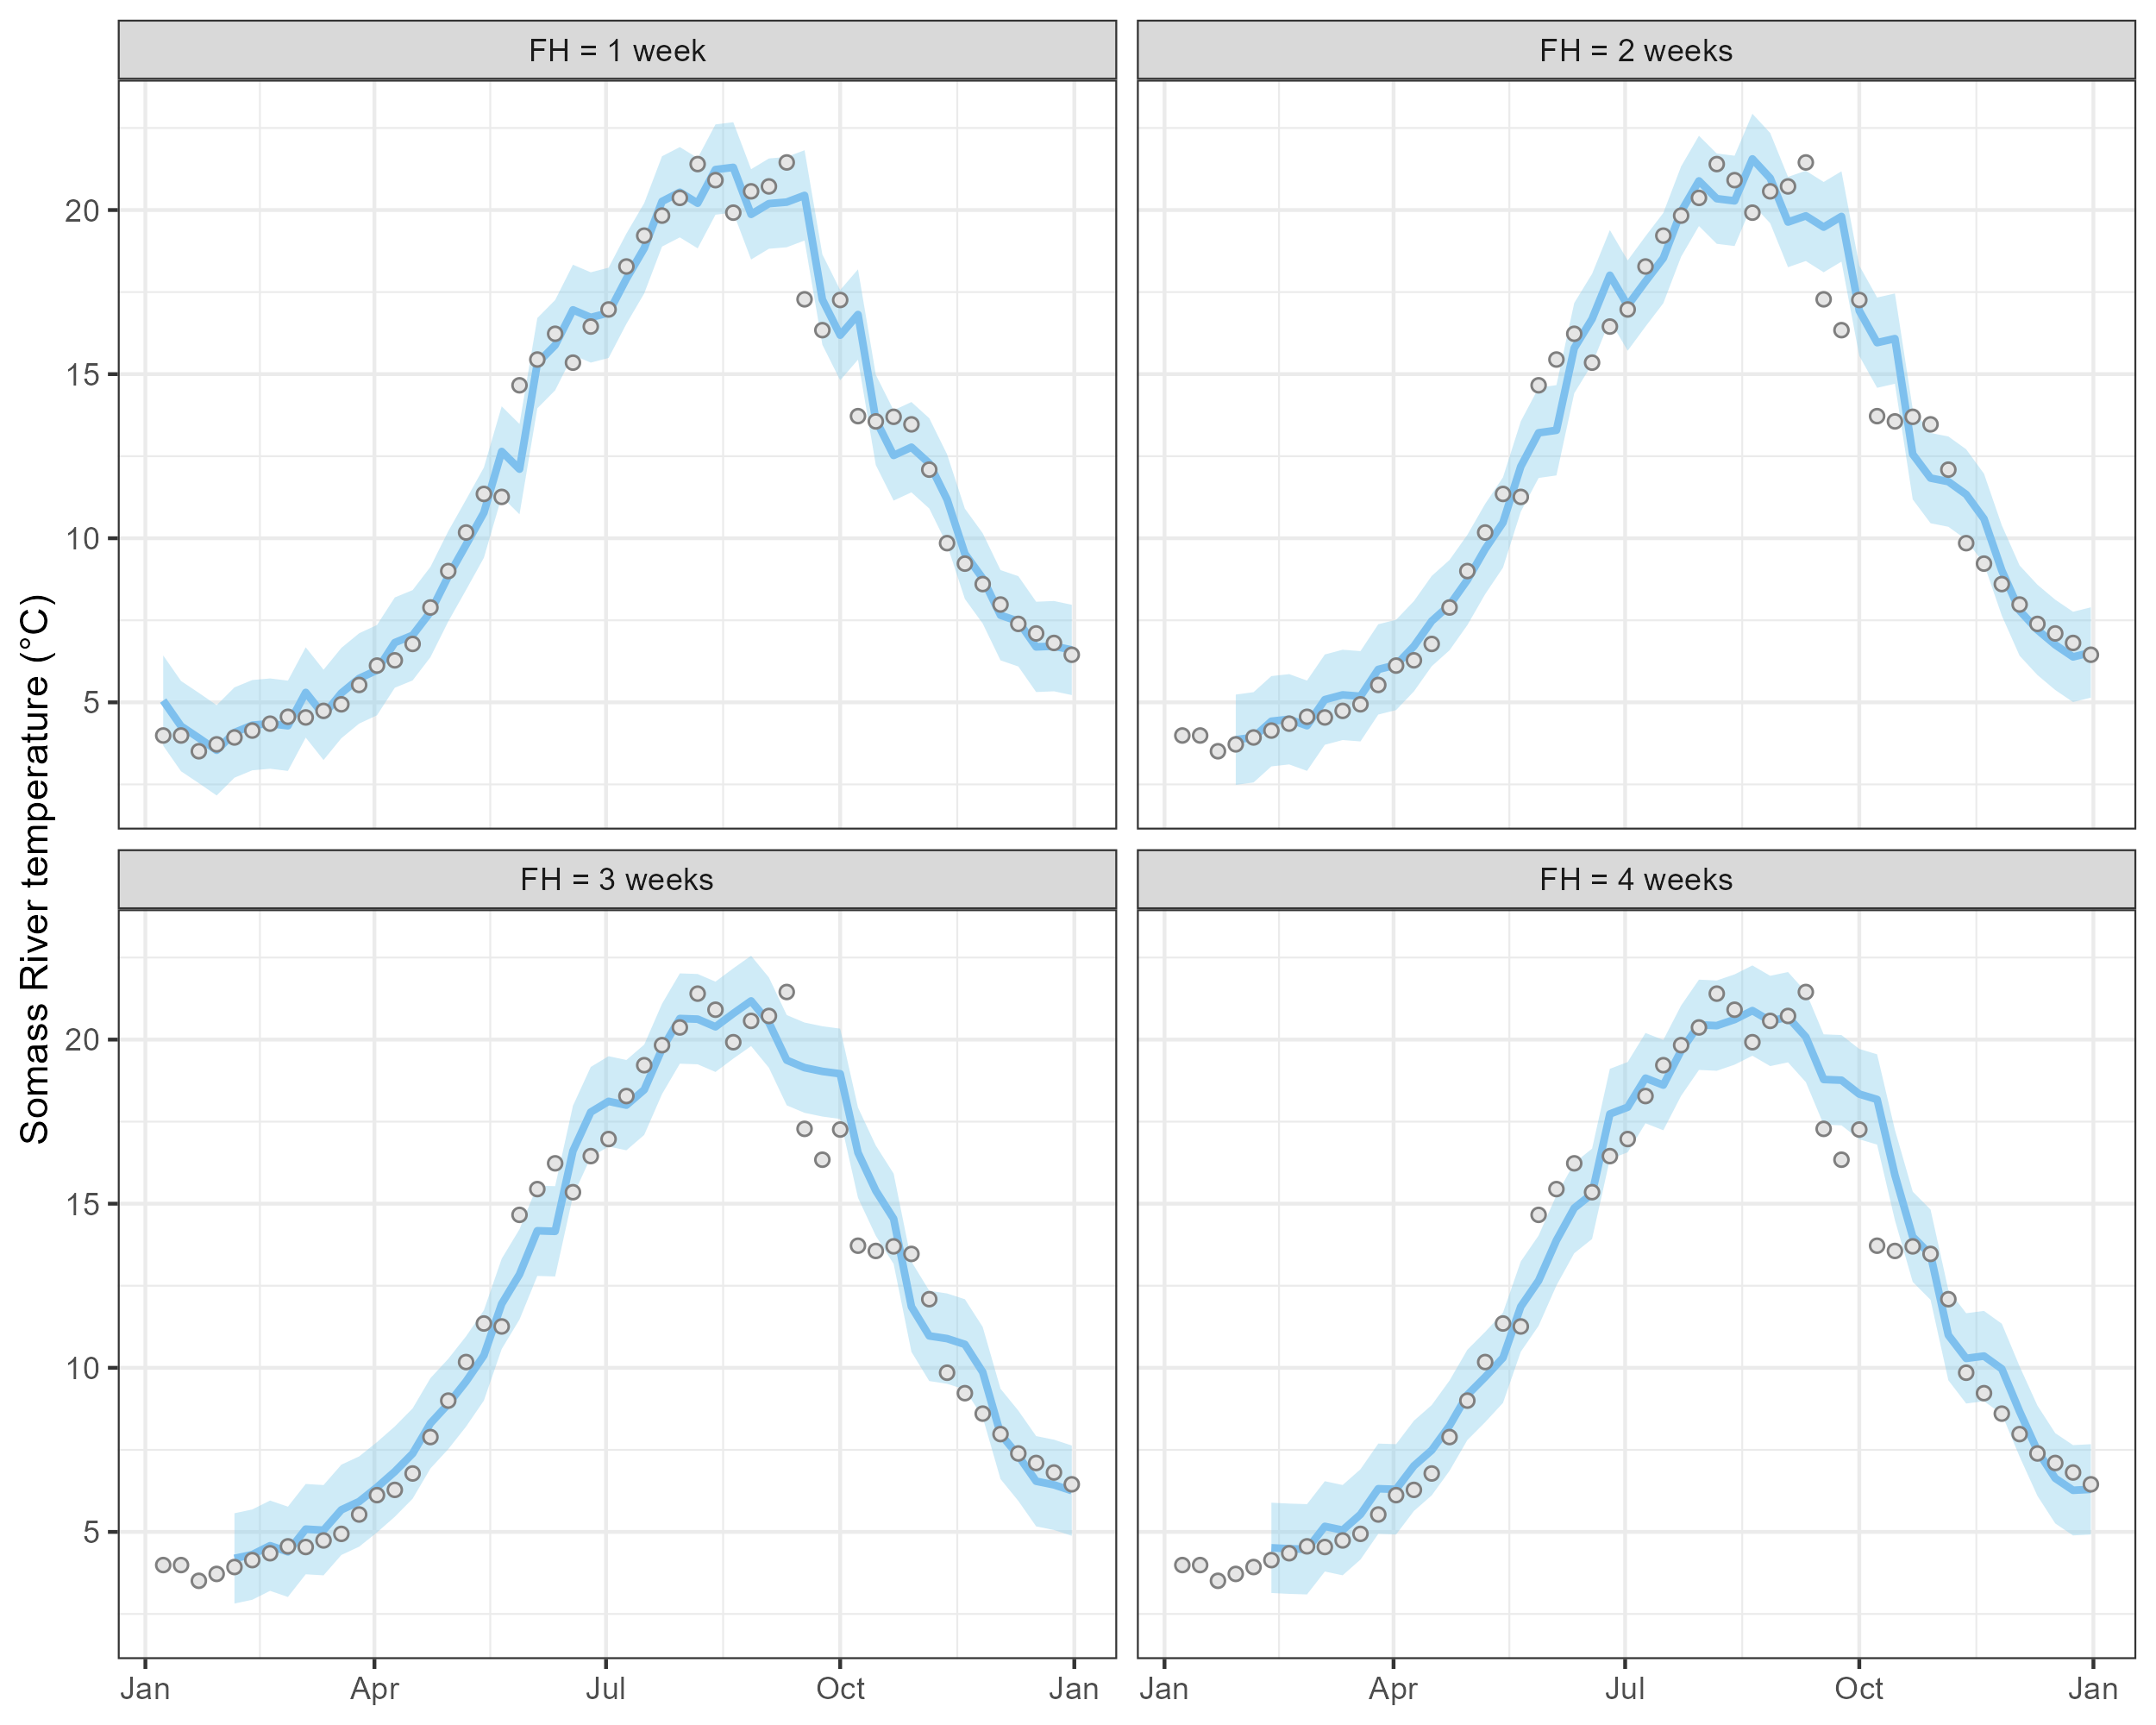 FH = 1 week
FH = 2 weeks
20
15
10
5
FH = 3 weeks
FH = 4 weeks
20
15
10
5
Jan Apr Jul Oct Jan
Jan Apr Jul Oct Jan
Somass River temperature (°C)